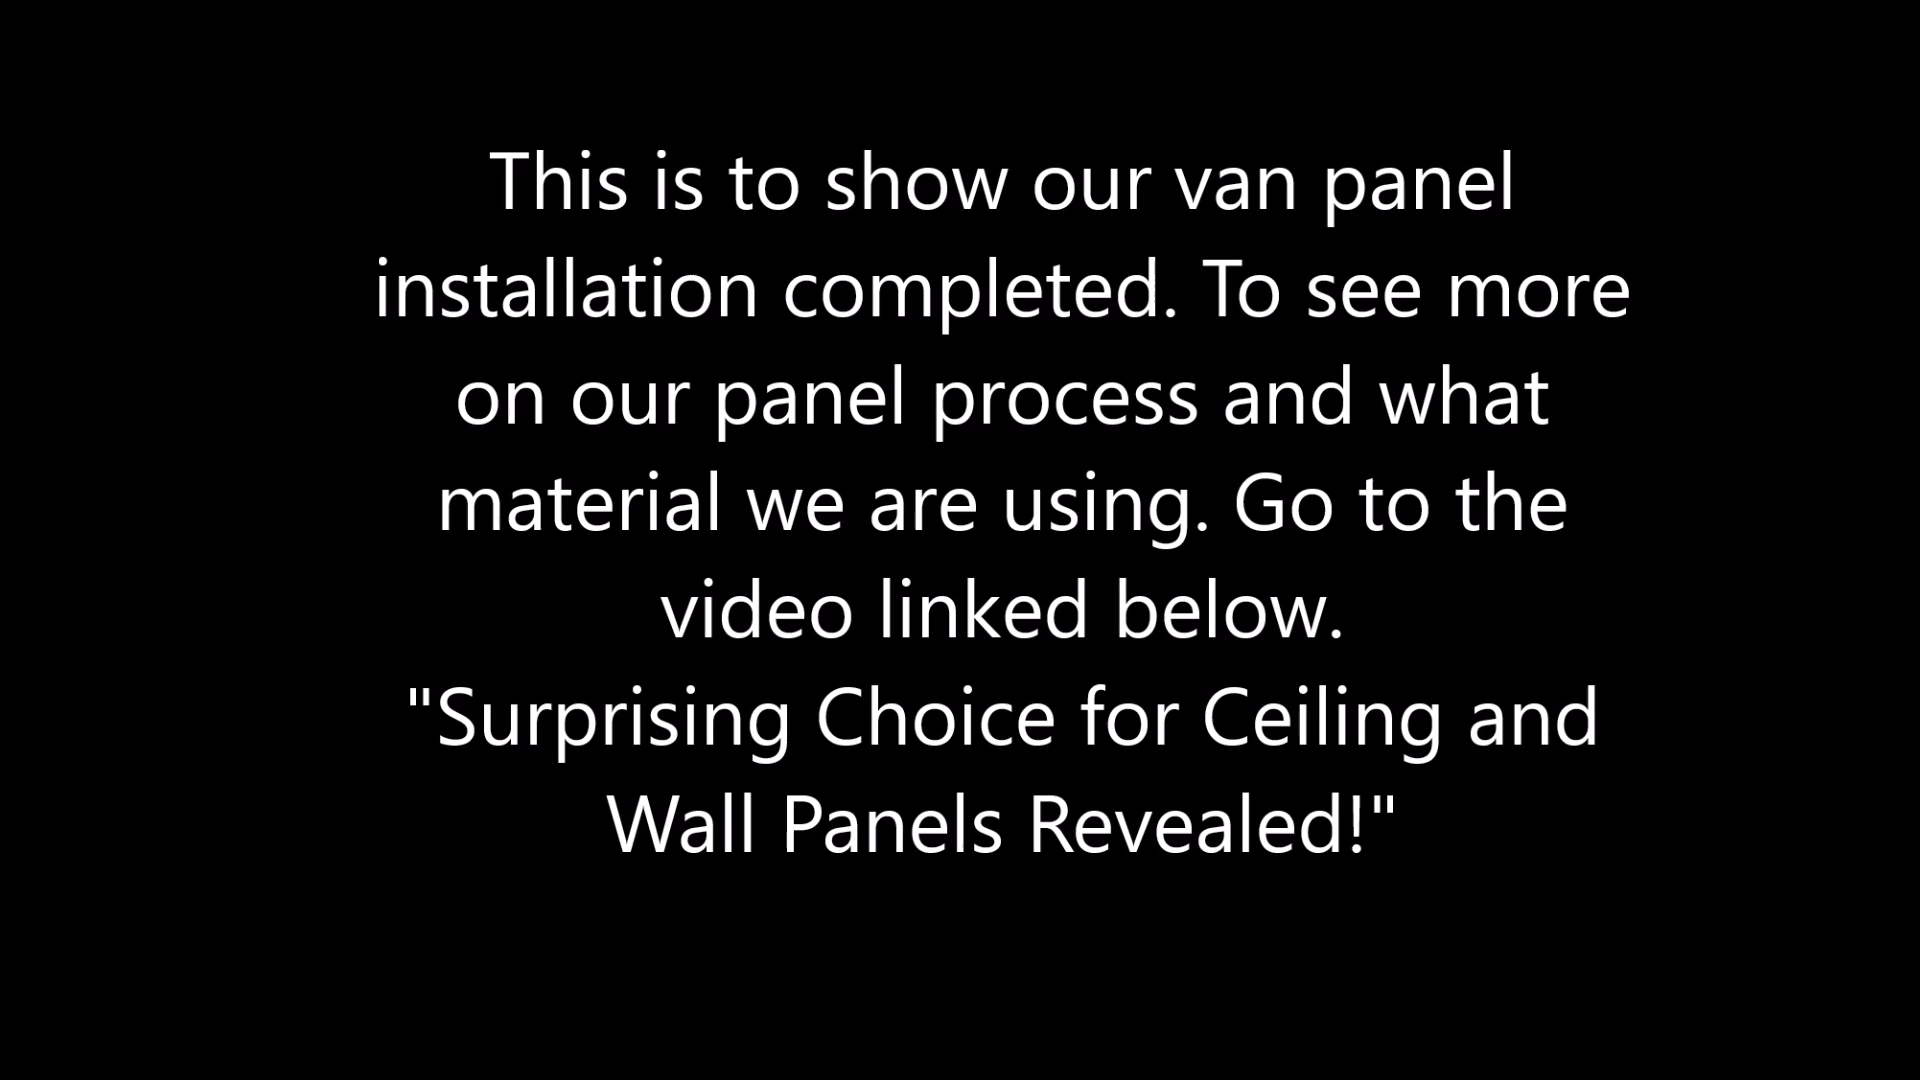 This is to show our van panel
installation completed. To see more
on our panel process and what
material we are using. Go to the
video linked below.
"Surprising Choice for Ceiling and
Wall Panels Revealed!"